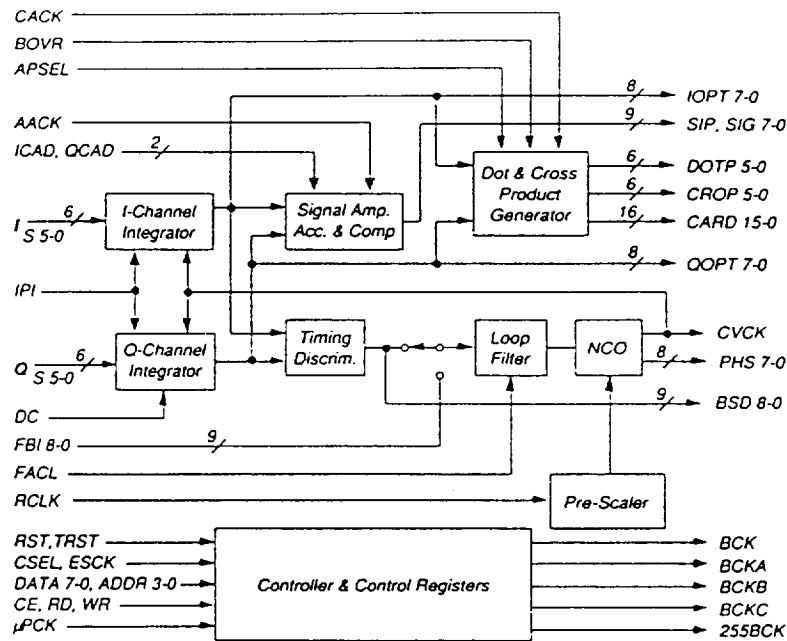 CACK
BOVR
APSEL
8
IOPT 7-0
9
AACK
SIP, SIG 7-0
ICAD, QCAD
2
Dot & Cross
Product
Generator
6
DOTP 5-0
6
CROP 5-0
16
CARD 15-0
I
6
S 5-0
I-Channel
Integrator
Signal Amp.
Acc. & Comp
8
QOPT 7-0
IPI
Q
6
S 5-0
Q-Channel
Integrator
Timing
Discrim.
Loop
Filter
NCO
CVCK
8
PHS 7-0
9
BSD 8-0
DC
FBI 8-0
9
FACL
RCLK
Pre-Scaler
RST,TRST
CSEL, ESCK
DATA 7-0, ADDR 3-0
CE, RD, WR
µPCK
Controller & Control Registers
BCK
BCKA
BCKB
BCKC
255BCK